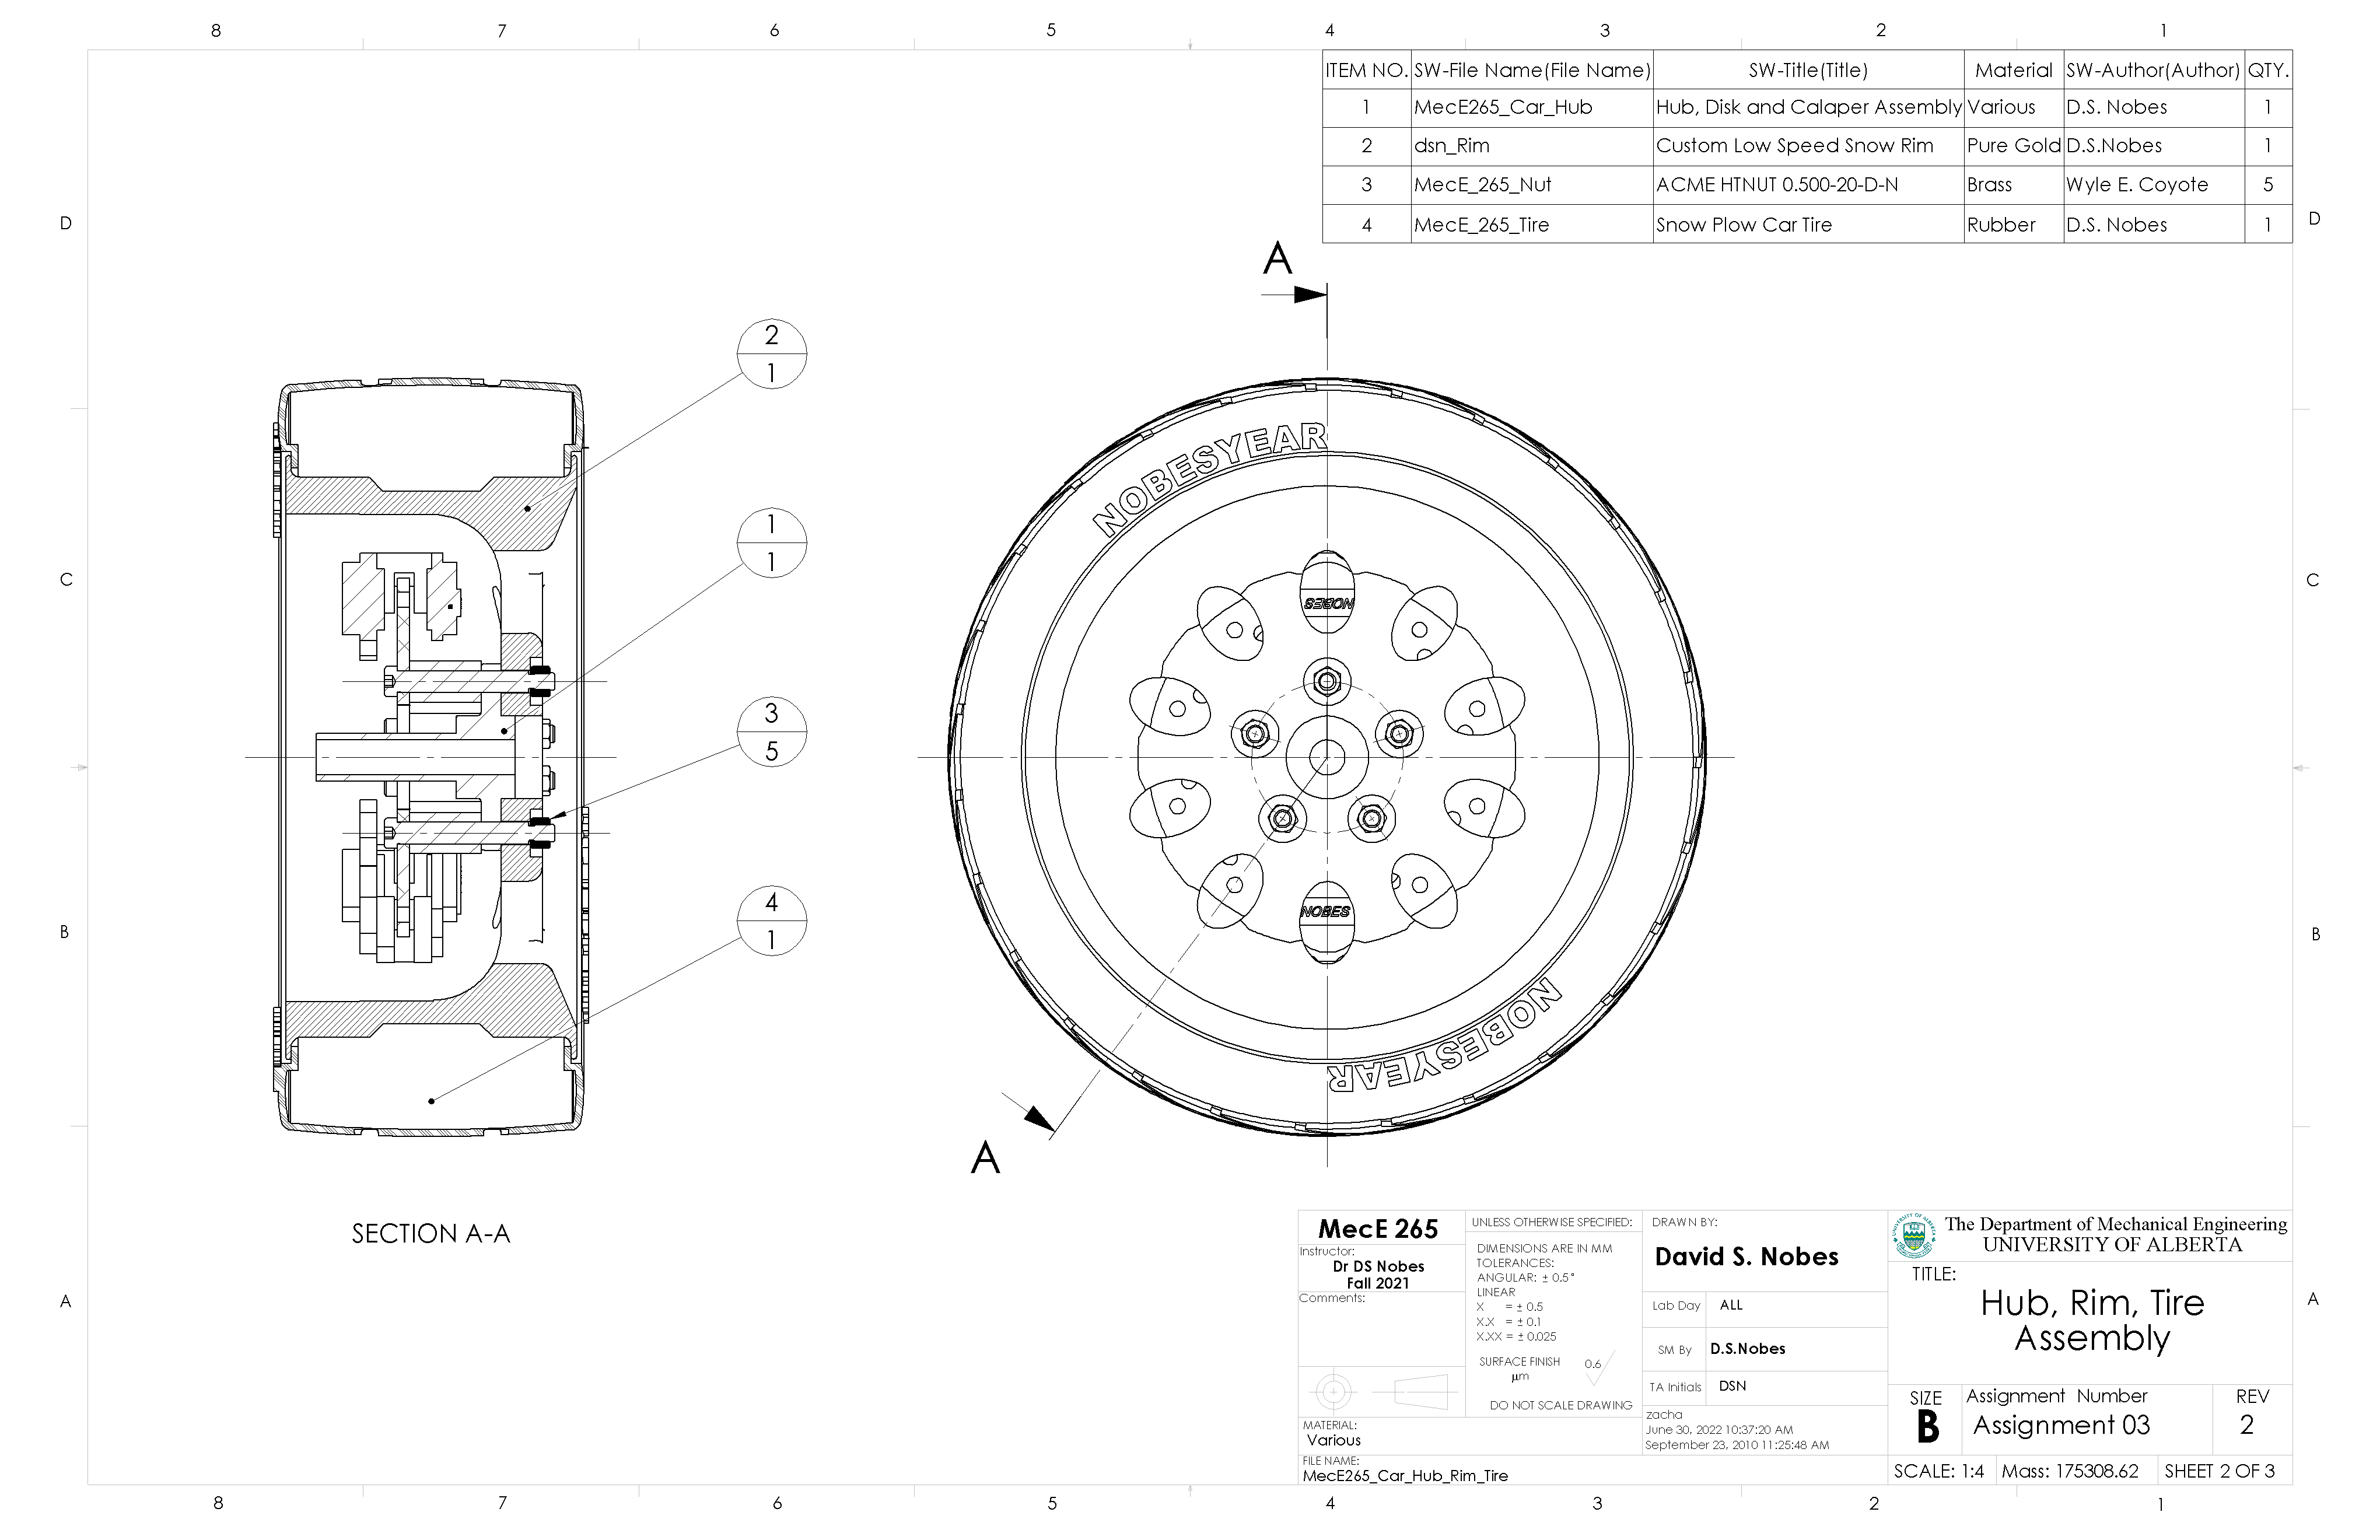 8 7 6 5 4 3 2 1
ITEM NO. SW-File Name(File Name) SW-Title(Title) Material SW-Author(Author) QTY.
1 MecE265_Car_Hub Hub, Disk and Calaper Assembly Various D.S. Nobes 1
2 dsn_Rim Custom Low Speed Snow Rim Pure Gold D.S.Nobes 1
3 MecE_265_Nut ACME HTNUT 0.500-20-D-N Brass Wyle E. Coyote 5
4 MecE_265_Tire Snow Plow Car Tire Rubber D.S. Nobes 1
D D
A
2
1
NOBESYEAR
1
1
C C
NOBES
3
5
4
1
NOBES
B B
NOBESYEAR
A
SECTION A-A
A A
MecE 265
Instructor:
Dr DS Nobes
Fall 2021
Comments:
UNLESS OTHERWISE SPECIFIED:
DIMENSIONS ARE IN MM
TOLERANCES:
ANGULAR: ± 0.5°
LINEAR
X = ± 0.5
X.X = ± 0.1
X.XX = ± 0.025
SURFACE FINISH 0.6
µm
DO NOT SCALE DRAWING
MATERIAL:
Various
FILE NAME:
MecE265_Car_Hub_Rim_Tire
DRAWN BY:
David S. Nobes
Lab Day ALL
SM By D.S.Nobes
TA Initials DSN
zacha
June 30, 2022 10:37:20 AM
September 23, 2010 11:25:48 AM
The Department of Mechanical Engineering
UNIVERSITY OF ALBERTA
TITLE:
Hub, Rim, Tire
Assembly
SIZE
B
Assignment Number
Assignment 03
REV
2
SCALE: 1:4 Mass: 175308.62 SHEET 2 OF 3
8 7 6 5 4 3 2 1